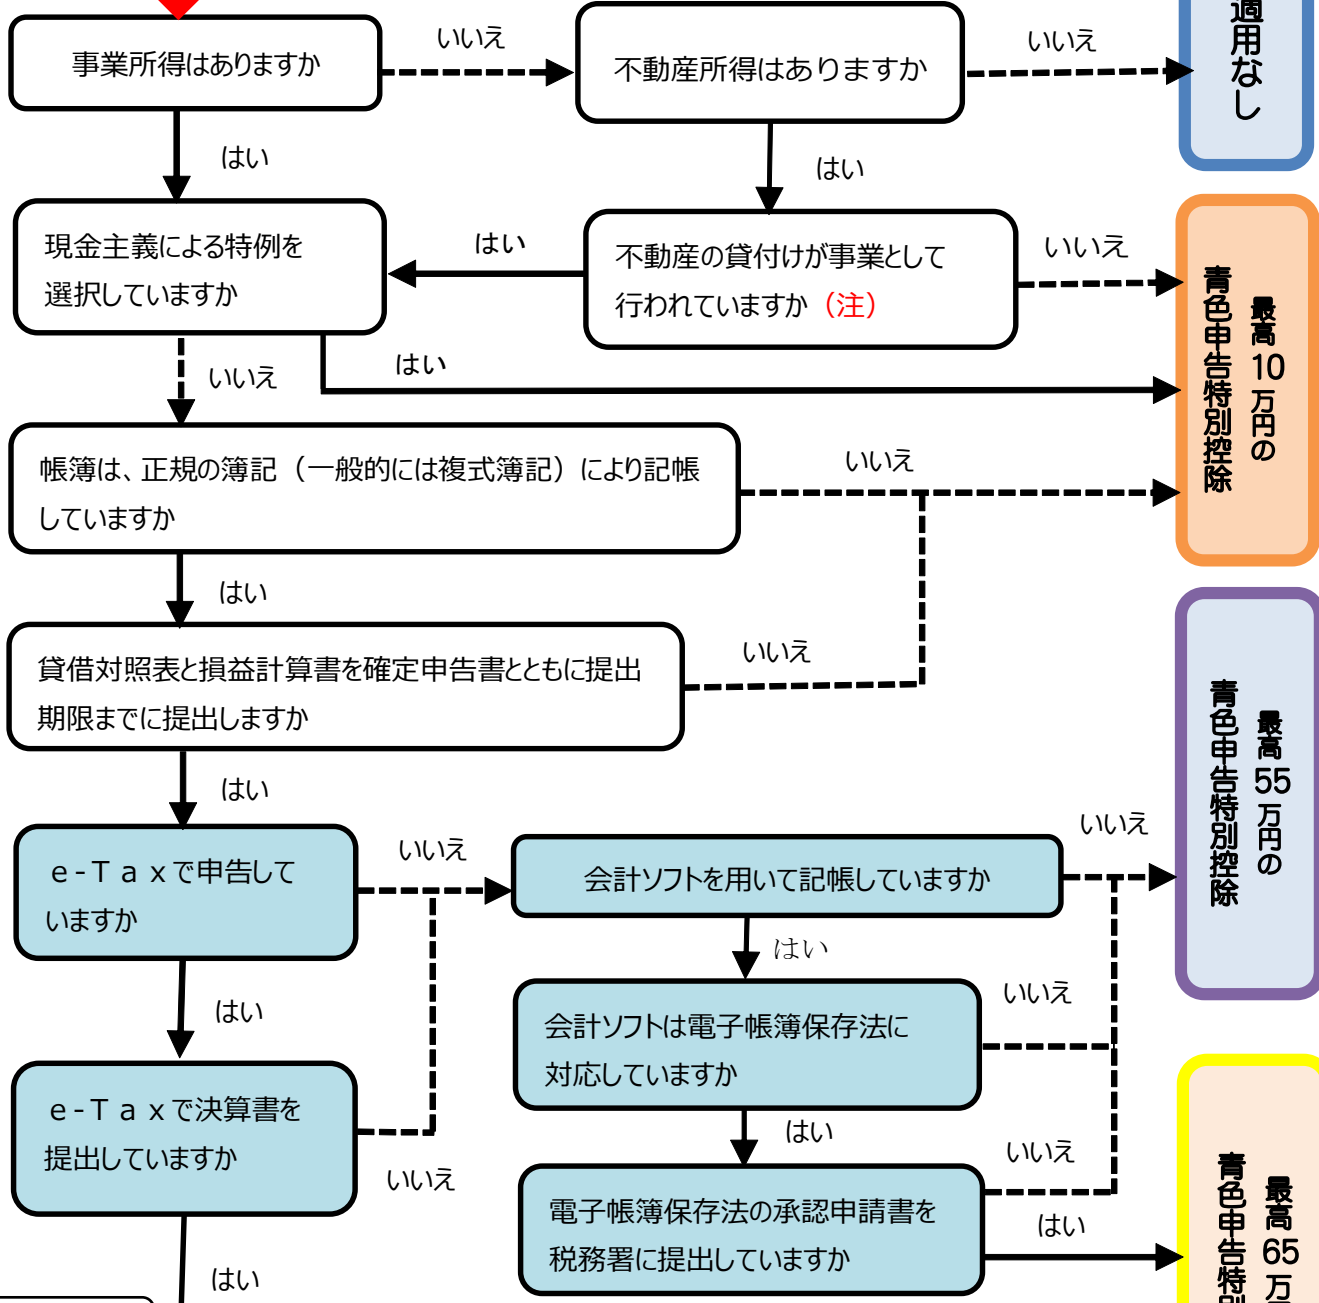 事業所得はありますか
いいえ
不動産所得はありますか
いいえ
適用なし
はい
はい
現金主義による特例を
選択していますか
はい
不動産の貸付けが事業として
行われていますか（注）
いいえ
最高10万円の
青色申告特別控除
いいえ
はい
帳簿は、正規の簿記（一般的には複式簿記）により記帳
していますか
いいえ
はい
貸借対照表と損益計算書を確定申告書とともに提出
期限までに提出しますか
いいえ
最高55万円の
青色申告特別控除
はい
e-Taxで申告して
いますか
いいえ
会計ソフトを用いて記帳していますか
いいえ
はい
はい
会計ソフトは電子帳簿保存法に
対応していますか
いいえ
e-Taxで決算書を
提出していますか
いいえ
はい
電子帳簿保存法の承認申請書を
税務署に提出していますか
いいえ
はい
最高65万
青色申告特別
はい